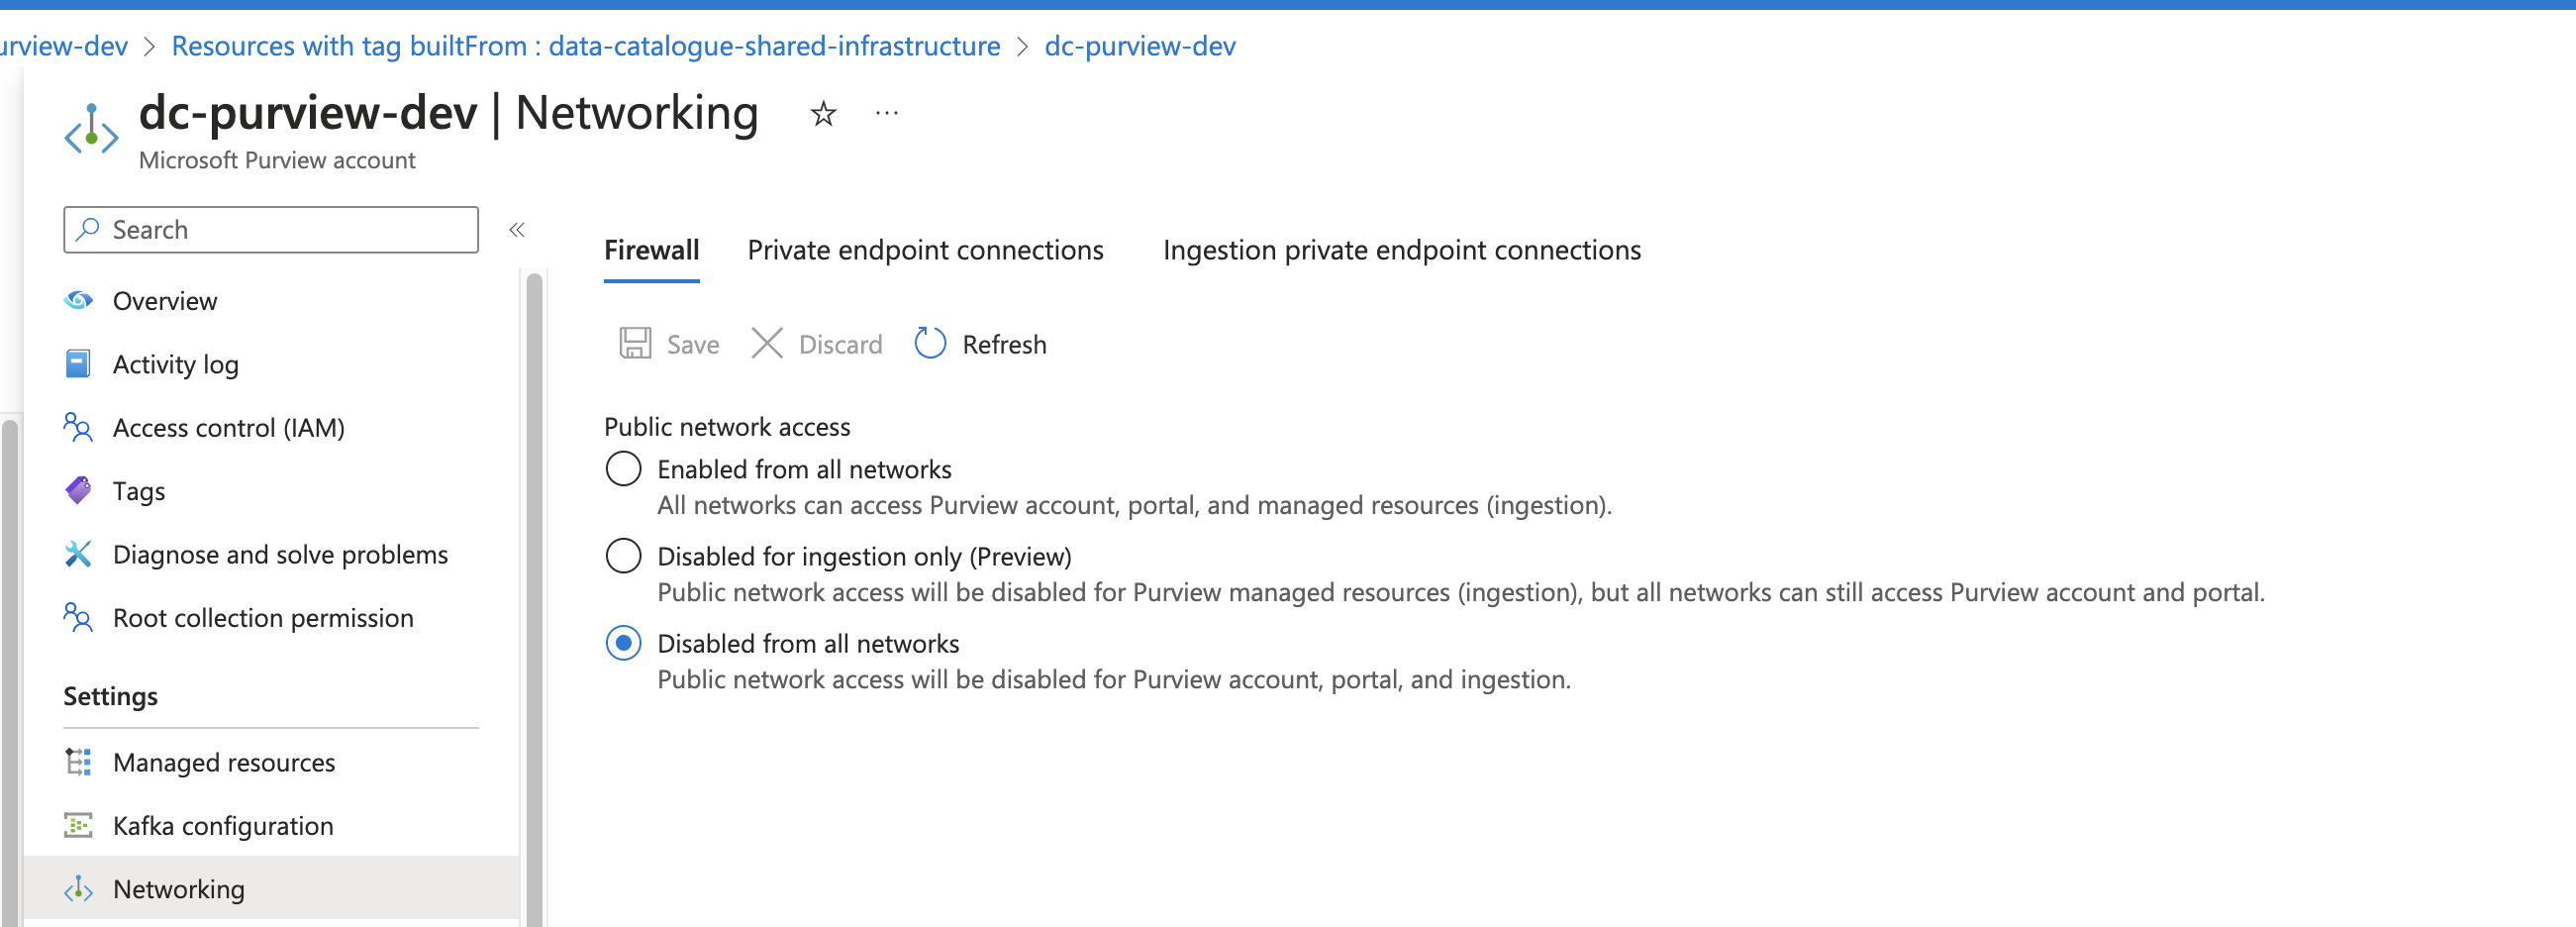 urview-dev > Resources with tag builtFrom : data-catalogue-shared-infrastructure > dc-purview-dev
dc-purview-dev | Networking
Microsoft Purview account
Search
Overview
Activity log
Access control (IAM)
Tags
Diagnose and solve problems
Root collection permission
Settings
Managed resources
Kafka configuration
Networking
Firewall Private endpoint connections Ingestion private endpoint connections
Save Discard Refresh
Public network access
Enabled from all networks
All networks can access Purview account, portal, and managed resources (ingestion).
Disabled for ingestion only (Preview)
Public network access will be disabled for Purview managed resources (ingestion), but all networks can still access Purview account and portal.
Disabled from all networks
Public network access will be disabled for Purview account, portal, and ingestion.